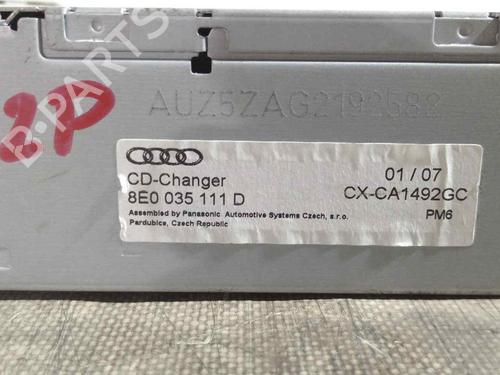 AUZ5ZAG2192582
2P
B-PARTS
CD-Changer
01 / 07
8E0 035 111 D
CX-CA1492GC
Assembled by Panasonic Automotive Systems Czech, s.r.o.
PM6
Pardubice, Czech Republic